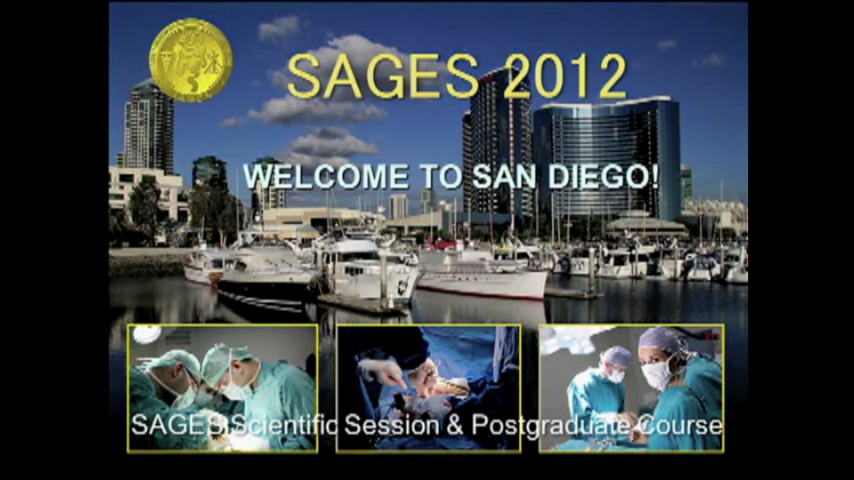 SAGES 2012
WELCOME TO SAN DIEGO!
SAGES Scientific Session & Postgraduate Course